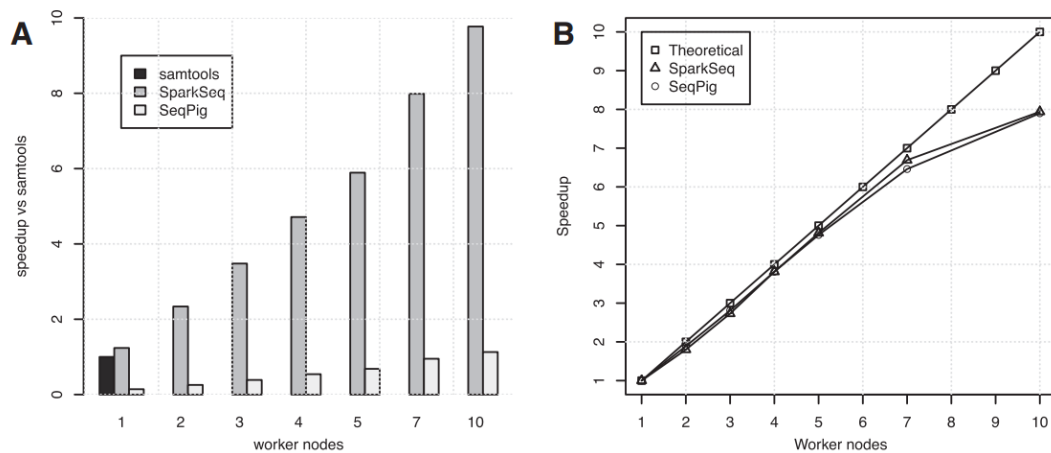 A
speedup vs samtools
10
8
6
4
2
0
samtools
SparkSeq
SeqPig
1 2 3 4 5 7 10
worker nodes
B
Speedup
10
9
8
7
6
5
4
3
2
1
Theoretical
SparkSeq
SeqPig
1 2 3 4 5 6 7 8 9 10
Worker nodes